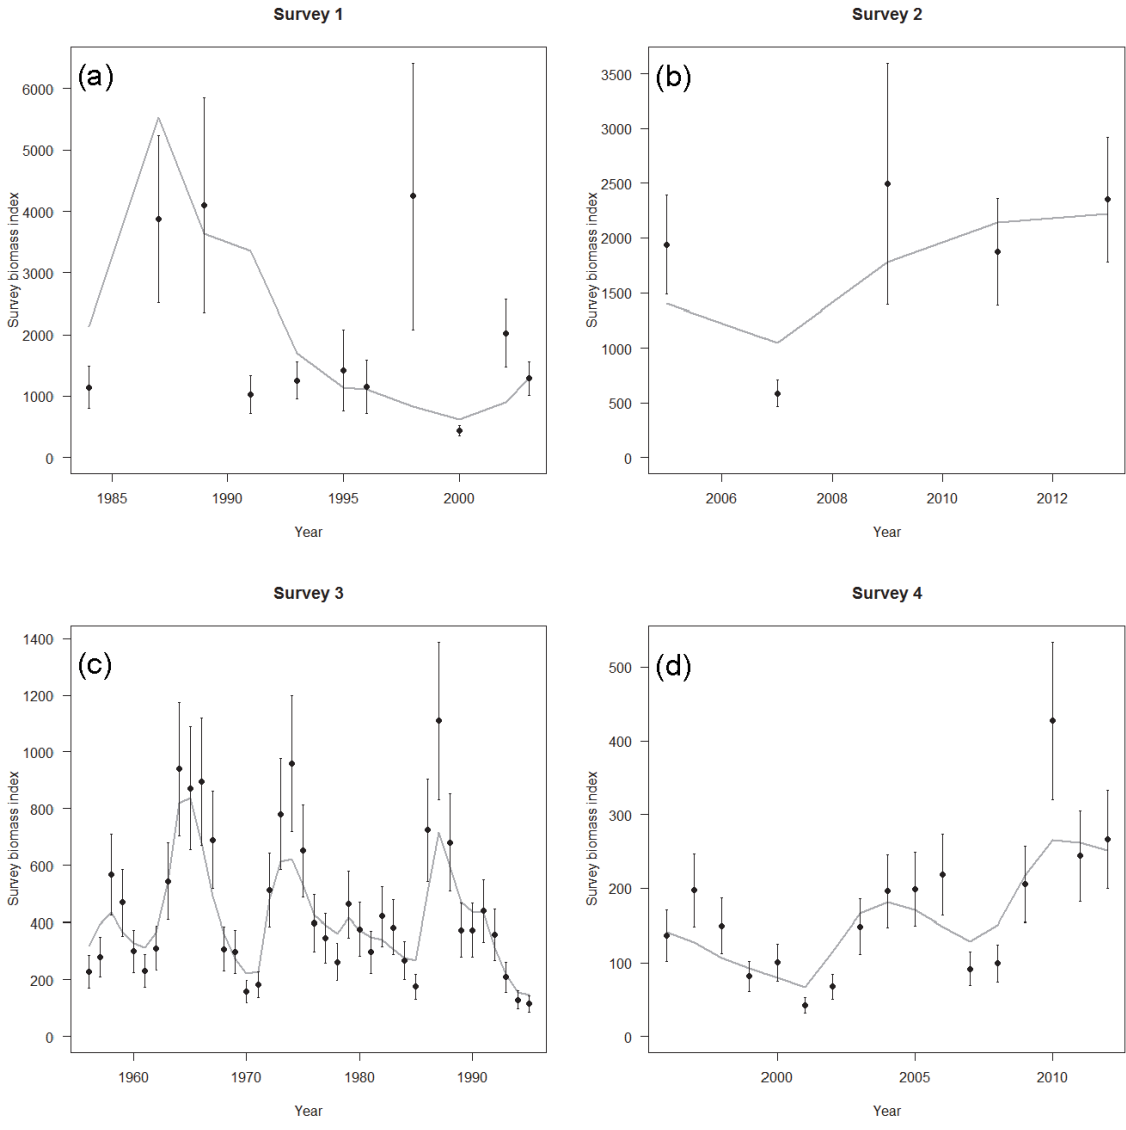 Survey 1
(a)
Survey biomass index
6000
5000
4000
3000
2000
1000
0
1985 1990 1995 2000
Year
Survey 2
(b)
Survey biomass index
3500
3000
2500
2000
1500
1000
500
0
2006 2008 2010 2012
Year
Survey 3
(c)
Survey biomass index
1400
1200
1000
800
600
400
200
0
1960 1970 1980 1990
Year
Survey 4
(d)
Survey biomass index
500
400
300
200
100
0
2000 2005 2010
Year